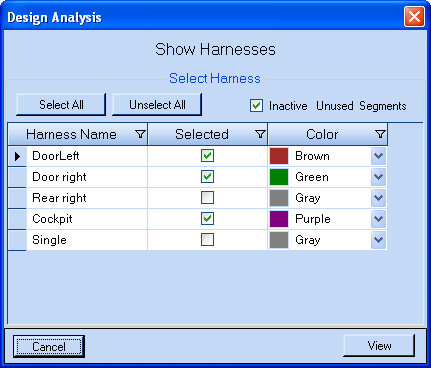 Design Analysis
Show Harnesses
Select Harness
Select All Unselect All Inactive Unused Segments
Harness Name Selected Color
DoorLeft Brown
Door right Green
Rear right Gray
Cockpit Purple
Single Gray
Cancel View